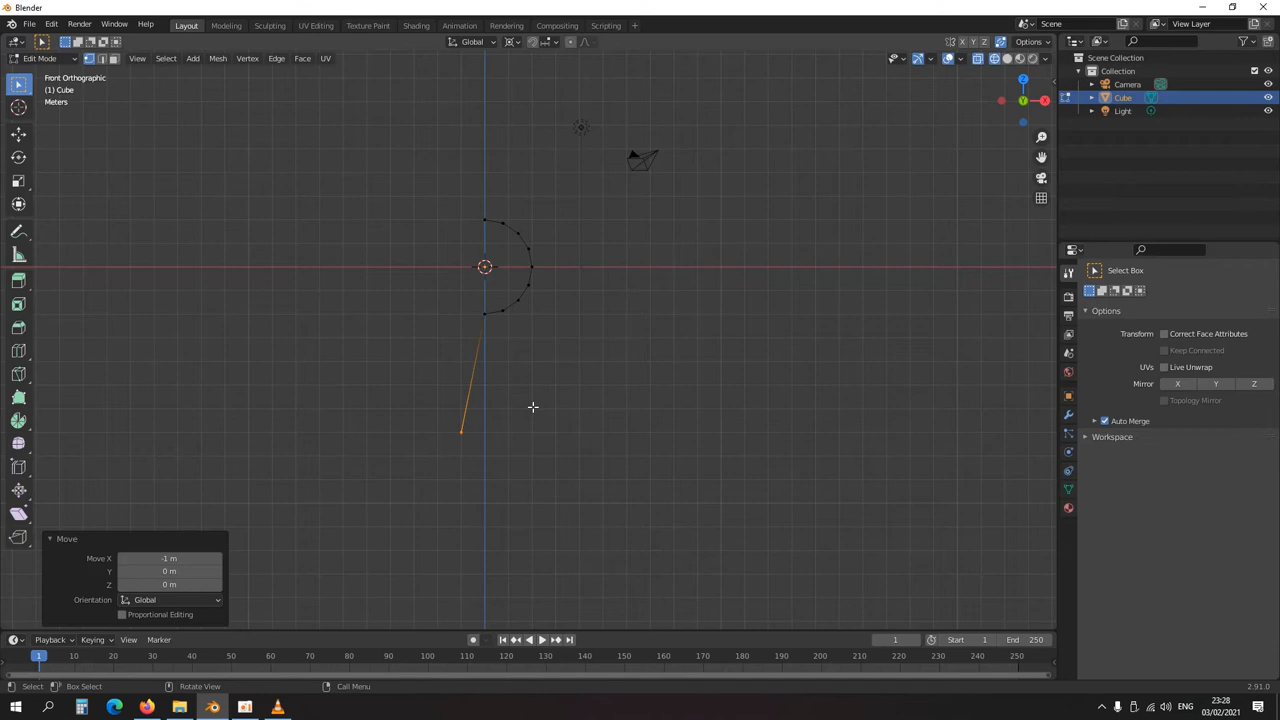 Blender
File Edit Render Window Help Layout Modeling Sculpting UV Editing Texture Paint Shading Animation Rendering Compositing Scripting + Scene View Layer
Global X Y Z Options
Edit Mode View Select Add Mesh Vertex Edge Face UV
Front Orthographic
(1) Cube
Meters
Z
Y
X
Scene Collection
Collection
Camera
Cube
Light
Select Box
Options
Transform Correct Face Attributes
Keep Connected
UVs Live Unwrap
Mirror X Y Z
Topology Mirror
Auto Merge
Workspace
Move
Move X -1 m
Y 0 m
Z 0 m
Orientation Global
Proportional Editing
Playback Keying View Marker 1 Start 1 End 250
1 10 20 30 40 50 60 70 80 90 100 110 120 130 140 150 160 170 180 190 200 210 220 230 240 250
Select Box Select Rotate View Call Menu 2.91.0
ENG 23:28
03/02/2021